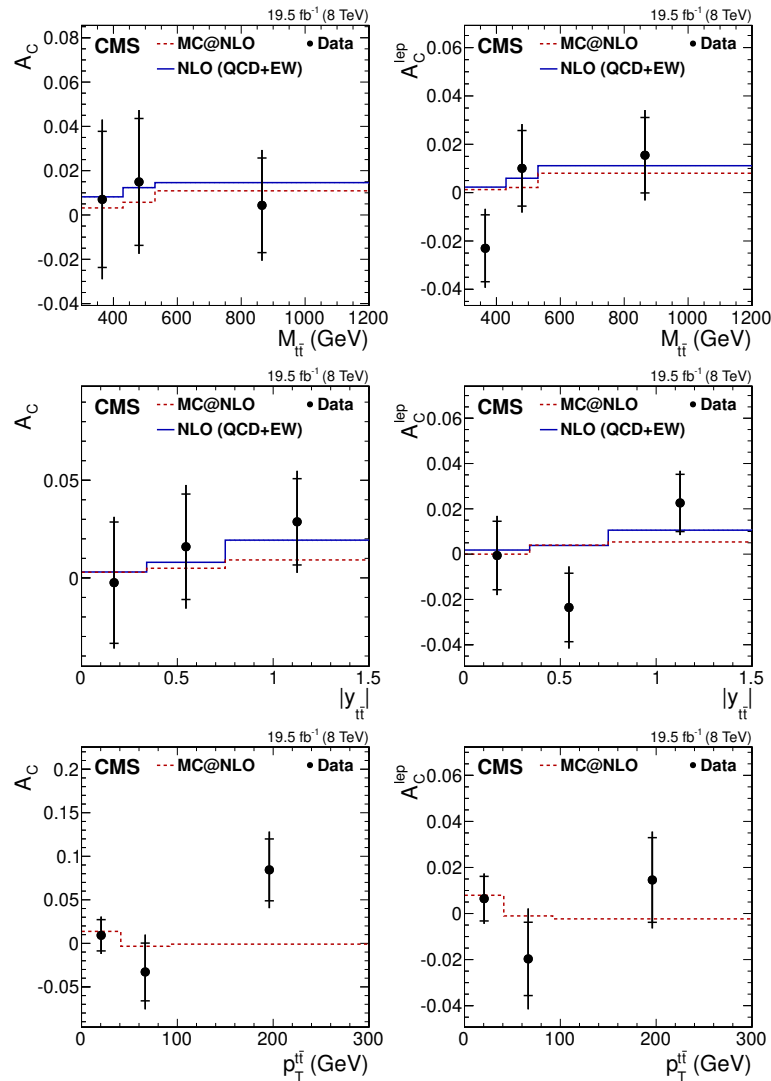 19.5 fb⁻¹ (8 TeV)
A_C
0.08
0.06
0.04
0.02
0
-0.02
-0.04
CMS
MC@NLO
Data
NLO (QCD+EW)
400 600 800 1000 1200
M_tt̄ (GeV)
19.5 fb⁻¹ (8 TeV)
A_C^lep
0.06
0.04
0.02
0
-0.02
-0.04
CMS
MC@NLO
Data
NLO (QCD+EW)
400 600 800 1000 1200
M_tt̄ (GeV)
19.5 fb⁻¹ (8 TeV)
A_C
0.05
0
CMS
MC@NLO
Data
NLO (QCD+EW)
0 0.5 1 1.5
|y_tt̄|
19.5 fb⁻¹ (8 TeV)
A_C^lep
0.06
0.04
0.02
0
-0.02
-0.04
CMS
MC@NLO
Data
NLO (QCD+EW)
0 0.5 1 1.5
|y_tt̄|
19.5 fb⁻¹ (8 TeV)
A_C
0.2
0.15
0.1
0.05
0
-0.05
CMS
MC@NLO
Data
0 100 200 300
p_T^tt̄ (GeV)
19.5 fb⁻¹ (8 TeV)
A_C^lep
0.06
0.04
0.02
0
-0.02
-0.04
CMS
MC@NLO
Data
0 100 200 300
p_T^tt̄ (GeV)